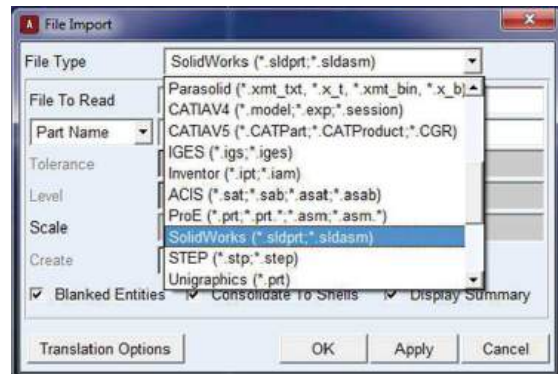 File Import
File Type SolidWorks (*.sldprt;*.sldasm)
Parasolid (*.xmt_txt, *.x_t, *.xmt_bin, *.x_b)
File To Read
CATIAV4 (*.model;*.exp;*.session)
Part Name CATIAV5 (*.CATPart;*.CATProduct;*.CGR)
IGES (*.igs;*.iges)
Tolerance Inventor (*.ipt;*.iam)
Level ACIS (*.sat;*.sab;*.asat;*.asab)
ProE (*.prt;*.prt.*;*.asm;*.asm.*)
Scale SolidWorks (*.sldprt;*.sldasm)
Create STEP (*.stp;*.step)
Unigraphics (*.prt)
Blanked Entities Consolidate To Shells Display Summary
Translation Options OK Apply Cancel